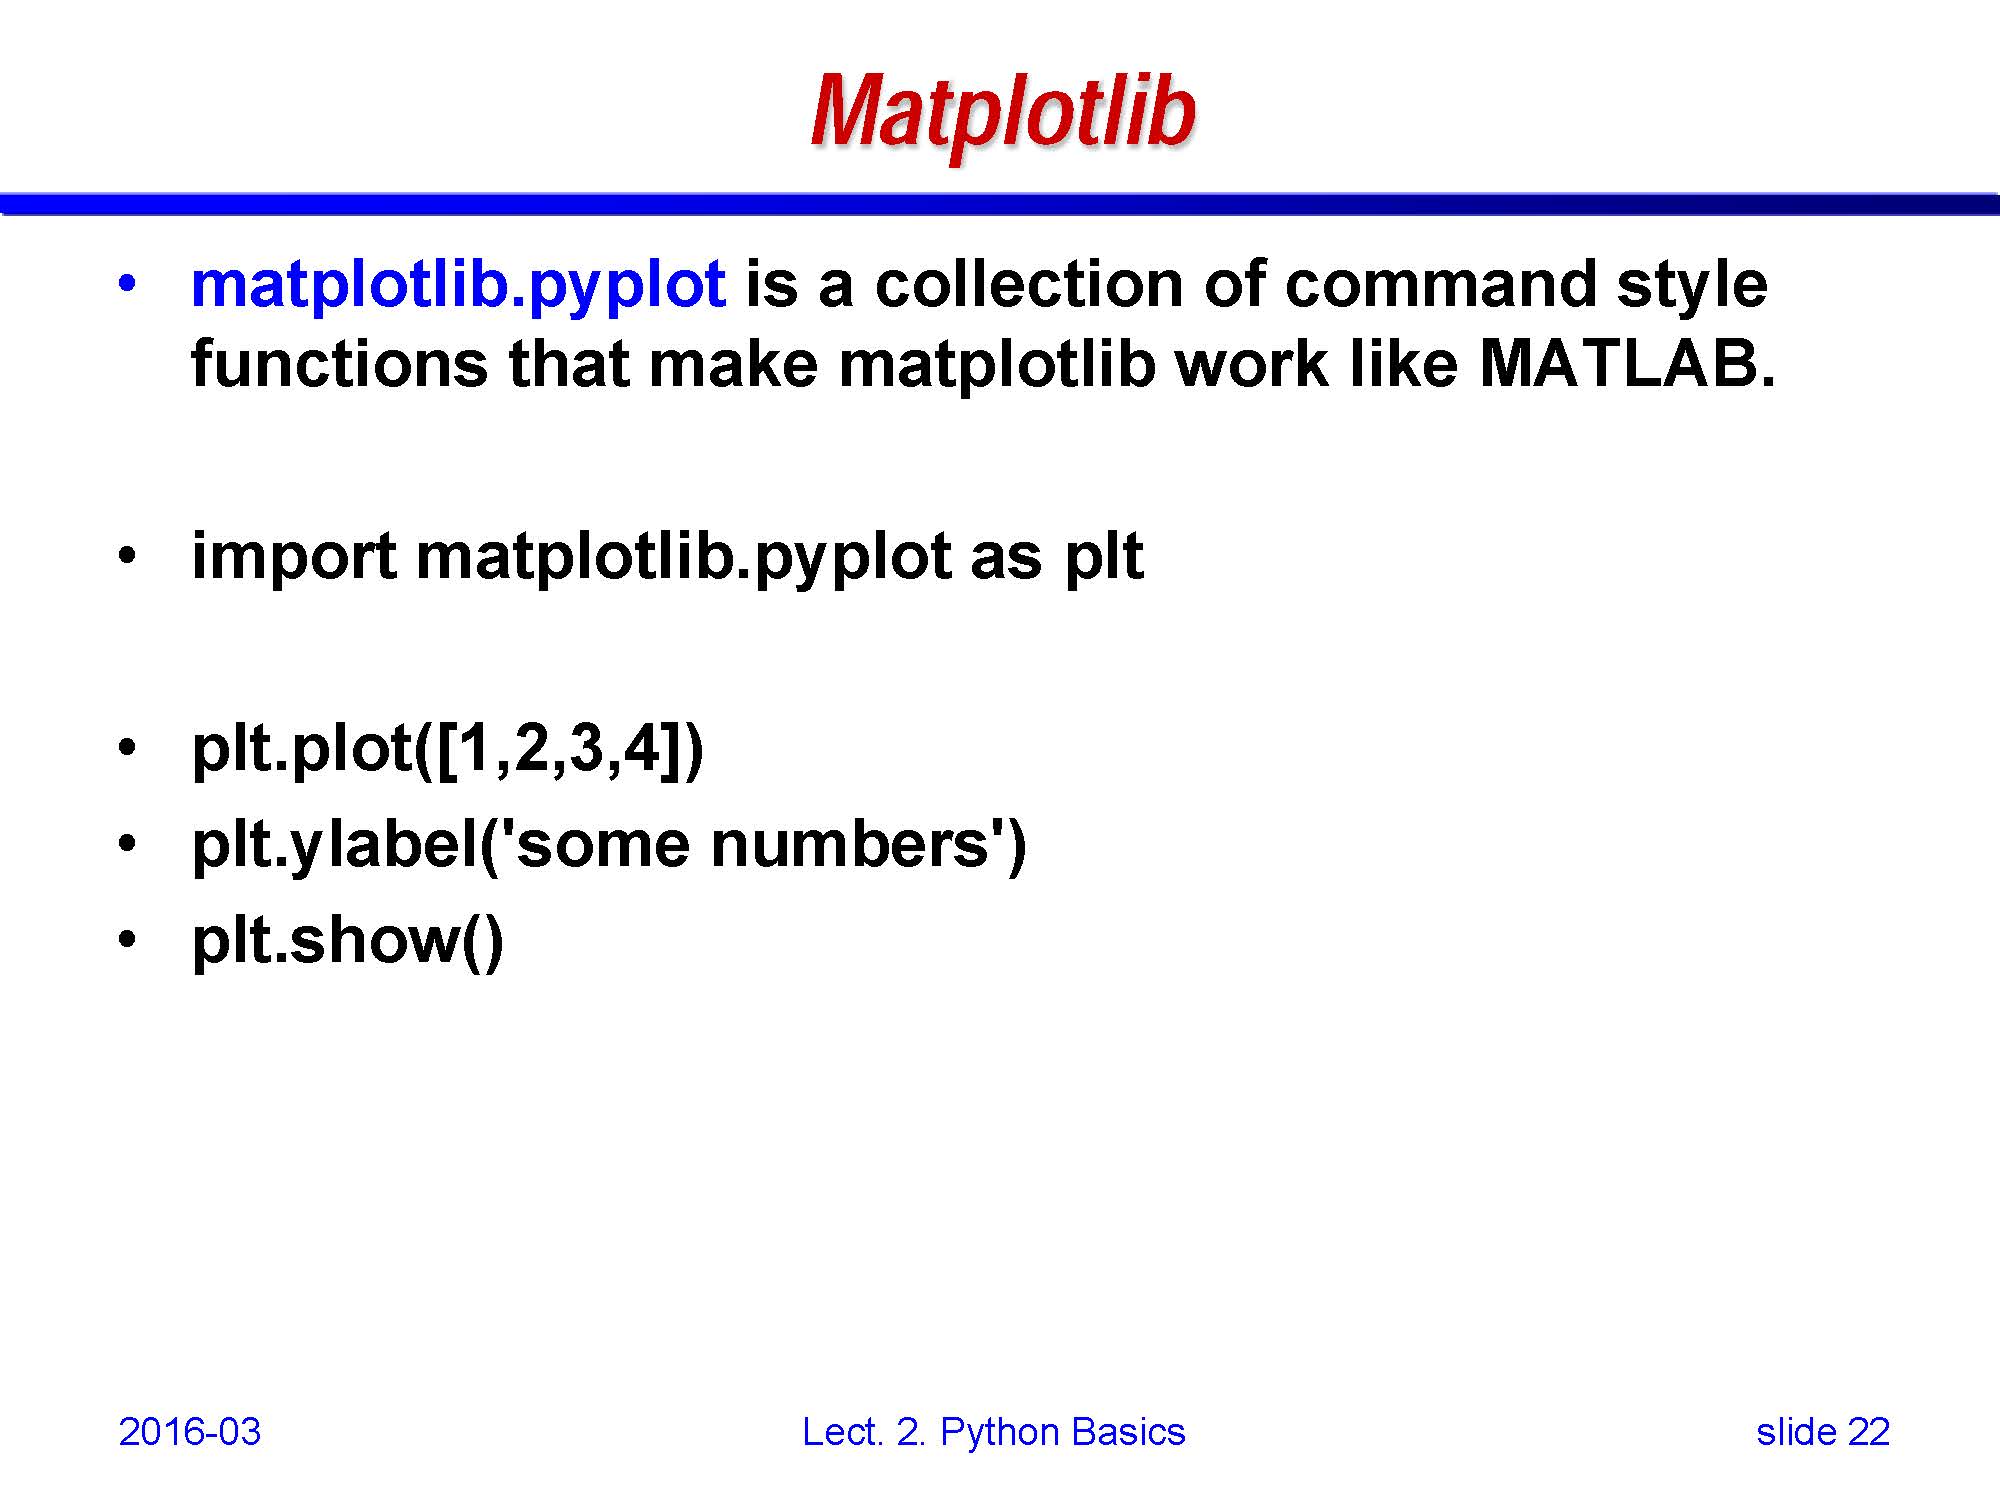 Matplotlib
• matplotlib.pyplot is a collection of command style
functions that make matplotlib work like MATLAB.
• import matplotlib.pyplot as plt
• plt.plot([1,2,3,4])
• plt.ylabel('some numbers')
• plt.show()
2016-03
Lect. 2. Python Basics
slide 22